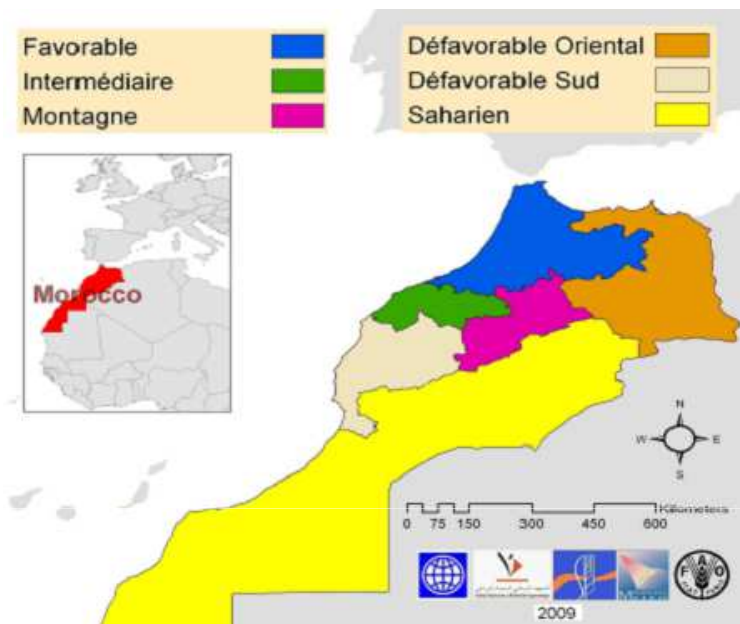 Favorable
Intermédiaire
Montagne
Défavorable Oriental
Défavorable Sud
Saharien
Morocco
N
W E
S
Kilometers
0 75 150 300 450 600
F A O
2009